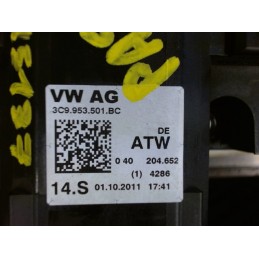 VW AG
3C9.953.501.BC
DE
ATW
0 40 204.652
(1) 4286
14.S 01.10.2011 17:41